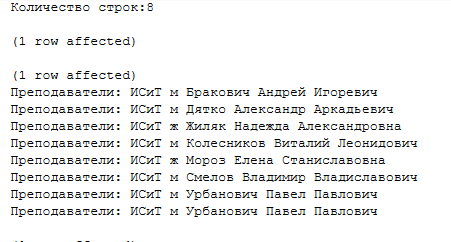 Количество строк:8
(1 row affected)
(1 row affected)
Преподаватели: ИСиТ м Бракович Андрей Игоревич
Преподаватели: ИСиТ м Дятко Александр Аркадьевич
Преподаватели: ИСиТ ж Жиляк Надежда Александровна
Преподаватели: ИСиТ м Колесников Виталий Леонидович
Преподаватели: ИСиТ ж Мороз Елена Станиславовна
Преподаватели: ИСиТ м Смелов Владимир Владиславович
Преподаватели: ИСиТ м Урбанович Павел Павлович
Преподаватели: ИСиТ м Урбанович Павел Павлович